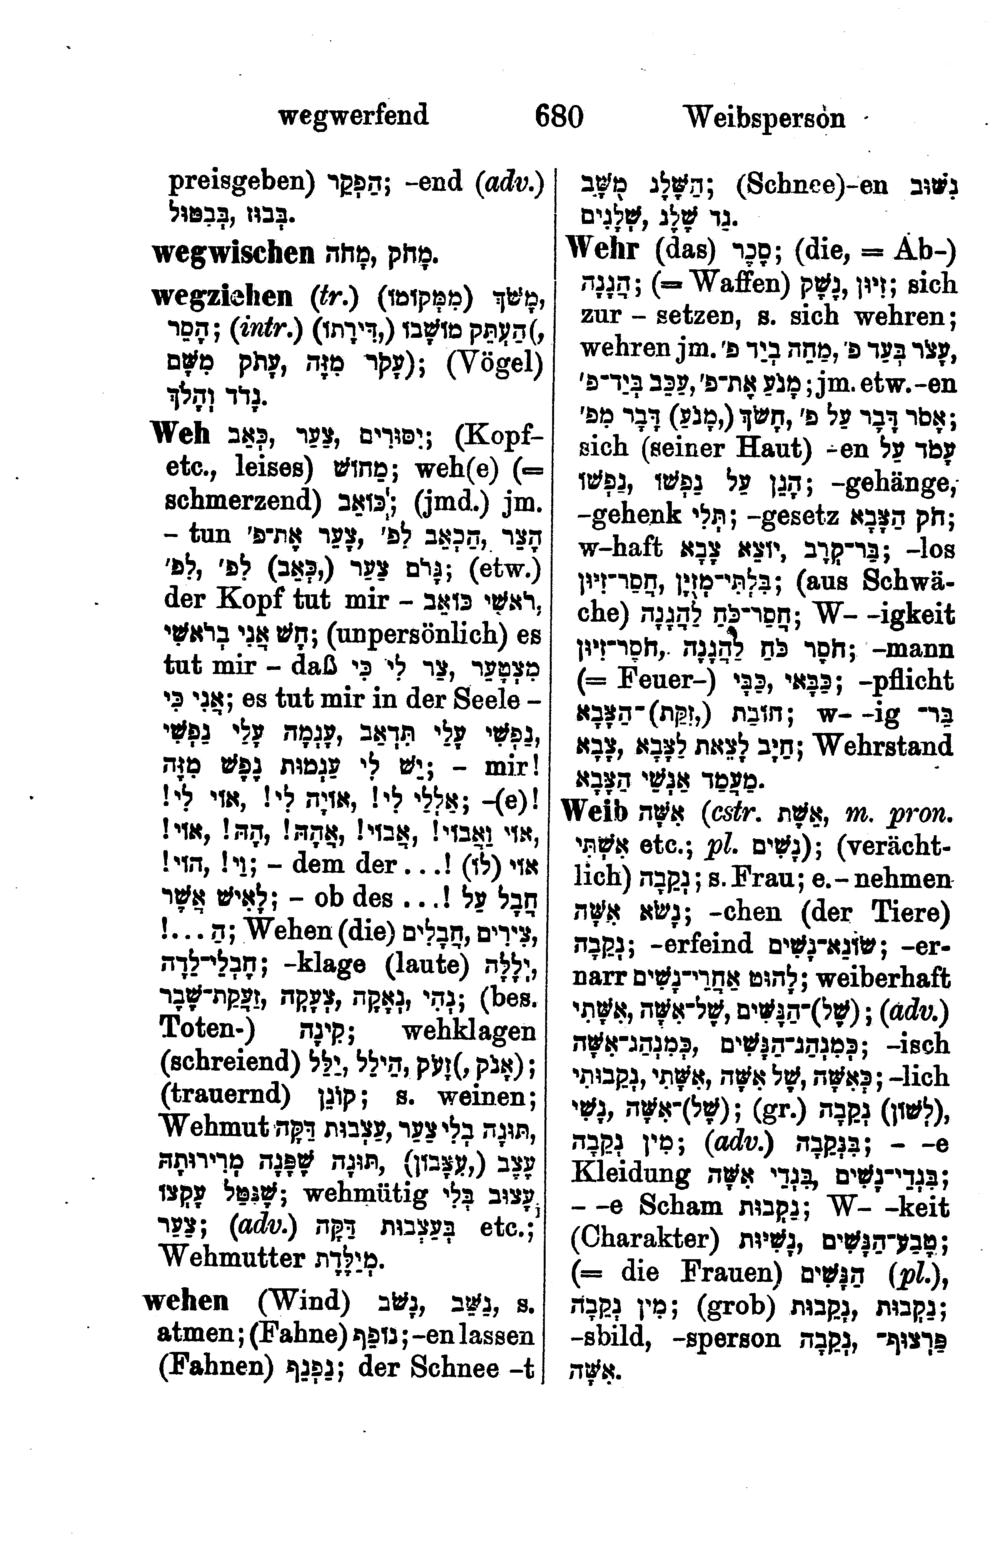 wegwerfend 680 Weibsperson
preisgeben) הַפְקֵר; -end (adv.)
בָּבוּז, בְּבִטּוּל.
wegwischen מָחֹק, מָחֹה.
wegziehen (tr.) מָשֹׁךְ (מִמְּקוֹמוֹ),
הָסֵר; (intr.) הַעְתֵּק מוֹשָׁבוֹ (דִּירָתוֹ,),
עָקֹר מִזֶּה, עָתֹק מִשָּׁם); (Vögel)
נָדֹד וְהָלֹךְ.
Weh כְּאֵב, צַעַר, יִסּוּרִים; (Kopf-
etc., leises) מֵחוּשׁ; weh(e) (=
schmerzend) כּוֹאֵב; (jmd.) jm.
– tun הָצֵר, הַכְאֵב לִפ', צַעֵר אֶת־פ',
גָּרֹם צַעַר (כְּאֵב,) לִפ', לִפ'; (etw.)
der Kopf tut mir – רֹאשִׁי כּוֹאֵב,
חָשׁ אֲנִי בְרֹאשִׁי; (unpersönlich) es
tut mir – daß צַר לִי כִּי, מִצְטַעֵר
אֲנִי כִּי; es tut mir in der Seele –
נַפְשִׁי עָלַי תִּדְאַב, עָגְמָה עָלַי נַפְשִׁי,
יֵשׁ לִי עַגְמוּת נֶפֶשׁ מִזֶּה; – mir!
אַלְלַי לִי!, אוֹיָה לִי!, אוֹי לִי!; –(e)!
אוֹי וַאֲבוֹי!, אֲבוֹי!, אֲהָהּ!, הָהּ!, אוֹי!,
הוֹי!, וַי!; – dem der ...! אוֹי (לוֹ)
לָאִישׁ אֲשֶׁר; – ob des ...! חֲבָל עַל
הַ...!; Wehen (die) צִירִים, חֲבָלִים,
חֶבְלֵי־לֵדָה; -klage (laute) יְלָלָה,
נְהִי, נְאָקָה, צְעָקָה, זַעֲקַת־שֶׁבֶר; (bes.
Toten-) קִינָה; wehklagen
(schreiend) זָעֹק (אָנֹק,), הֵילֵל, יַלֵּל;
(trauernd) קוֹנֵן; s. weinen;
Wehmut תּוּגָה בְלִי צַעַר, עַצְבוּת דַּקָּה,
עֶצֶב (עִצָּבוֹן,), תּוּגָה שֶׁפָּגָה מְרִירוּתָהּ
שֶׁנִּטַּל עָקְצוֹ; wehmütig עָצוּב בְּלִי
צַעַר; (adv.) בְּעַצְבוּת דַּקָּה etc.;
Wehmutter מְיַלֶּדֶת.
wehen (Wind) נָשֹׁב, נַשֵּׁב, s.
atmen; (Fahne) נוֹפֵף; -en lassen
(Fahnen) נַפְנֵף; der Schnee -t
הַשֶּׁלֶג מְשֵׁב; (Schnee)-en נִשּׁוּב
שְׁלָגִים, נֵד שֶׁלֶג.
Wehr (das) סֶכֶר; (die, = Ab-)
הֲגָנָה; (= Waffen) זִיּוּן, נֶשֶׁק; sich
zur – setzen, s. sich wehren;
wehren jm. עָצֹר בְּעַד פ', מַחֵה בְיַד פ',
מָנֹעַ אֶת־פ', עַכֵּב בְּיַד־פ'; jm. etw. -en
אָסֹר דָּבָר עַל פ', חָשֹׂךְ (מָנֹעַ,) דָּבָר מִפ';
sich (seiner Haut) -en עָמֹד עַל
נַפְשׁוֹ, הָגֵן עַל נַפְשׁוֹ; -gehänge,
-gehenk תְּלִי; -gesetz חֹק הַצָּבָא;
w-haft בַּר־קְרָב, יוֹצֵא צָבָא; -los
בִּלְתִּי־מְזֻיָּן, חֲסַר־זִיּוּן; (aus Schwä-
che) חֲסַר־כֹּחַ לַהֲגָנָה; W- -igkeit
חֹסֶר כֹּחַ לַהֲגָנָה, חֹסֶר־זִיּוּן; -mann
(= Feuer-) כַּבַּאי, כַּבָּי; -pflicht
חוֹבַת (זִקַּת,)־הַצָּבָא; w- -ig בַּר־
צָבָא, חַיָּב לָצֵאת לַצָּבָא; Wehrstand
מַעֲמַד אַנְשֵׁי הַצָּבָא.
Weib אִשָּׁה (cstr. אֵשֶׁת, m. pron.
אִשְׁתִּי etc.; pl. נָשִׁים); (verächt-
lich) נְקֵבָה; s. Frau; e. – nehmen
נָשֹׂא אִשָּׁה; -chen (der Tiere)
נְקֵבָה; -erfeind שׂוֹנֵא־נָשִׁים; -er-
narr לָהוּט אַחֲרֵי־נָשִׁים; weiberhaft
(שֶׁל)־הַנָּשִׁים, שֶׁל־אִשָּׁה, אִשָּׁתִי; (adv.)
כְּמִנְהַג־הַנָּשִׁים, כְּמִנְהַג־אִשָּׁה; -isch
כְּאִשָּׁה, שֶׁל אִשָּׁה, אִשָּׁתִי, נְקֵבוּתִי; -lich
נָשִׁי, (שֶׁל)־אִשָּׁה; (gr.) (לְשׁוֹן) נְקֵבָה,
מִין נְקֵבָה; (adv.) בִּנְקֵבָה; – -e
Kleidung בִּגְדֵי־נָשִׁים, בִּגְדֵי אִשָּׁה;
– -e Scham נַקְבוּת; W- -keit
(Charakter) טֶבַע־הַנָּשִׁים, נָשִׁיּוּת;
(= die Frauen) הַנָּשִׁים (pl.),
מִין נְקֵבָה; (grob) נְקֵבוֹת, נַקְבוּת;
-sbild, -sperson נְקֵבָה, פַּרְצוּף־
אִשָּׁה.